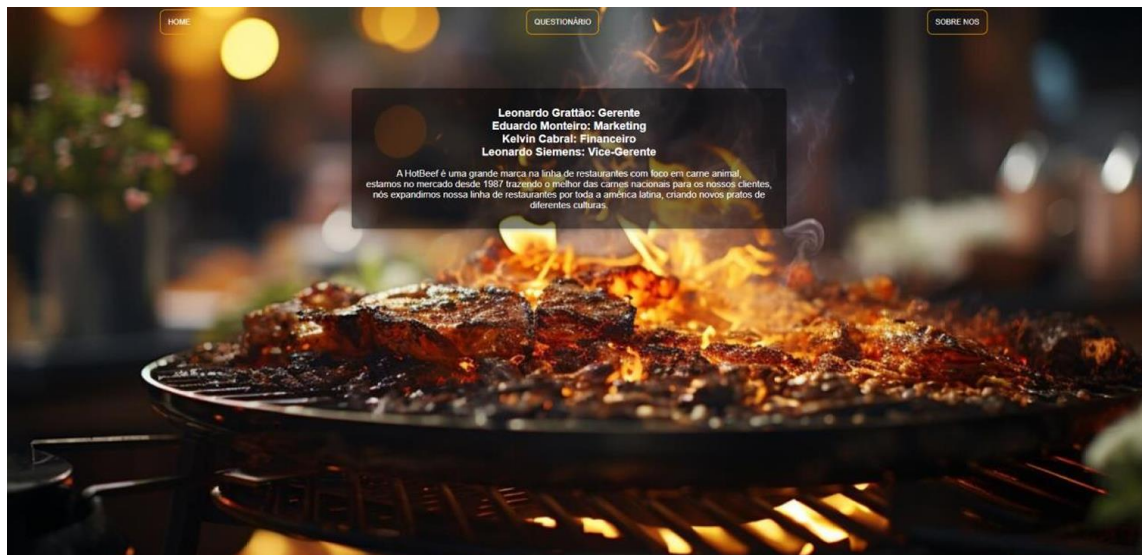 HOME
QUESTIONÁRIO
SOBRE NOS
Leonardo Grattão: Gerente
Eduardo Monteiro: Marketing
Kelvin Cabral: Financeiro
Leonardo Siemens: Vice-Gerente
A HotBeef é uma grande marca na linha de restaurantes com foco em carne animal,
estamos no mercado desde 1987 trazendo o melhor das carnes nacionais para os nossos clientes,
nós expandimos nossa linha de restaurantes por toda a américa latina, criando novos pratos de
diferentes culturas.